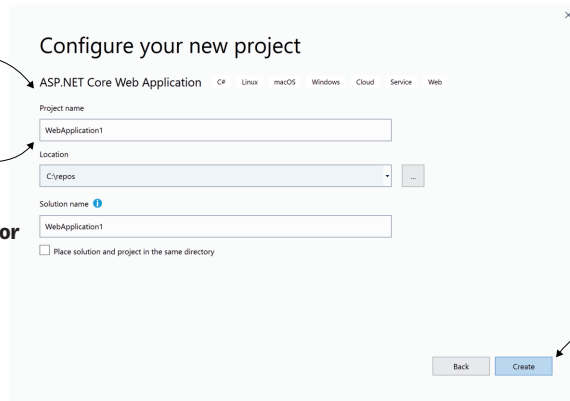 Configure your new project
ASP.NET Core Web Application C# Linux macOS Windows Cloud Service Web
Project name
WebApplication1
Location
C:\repos
...
Solution name
or
WebApplication1
Place solution and project in the same directory
Back Create